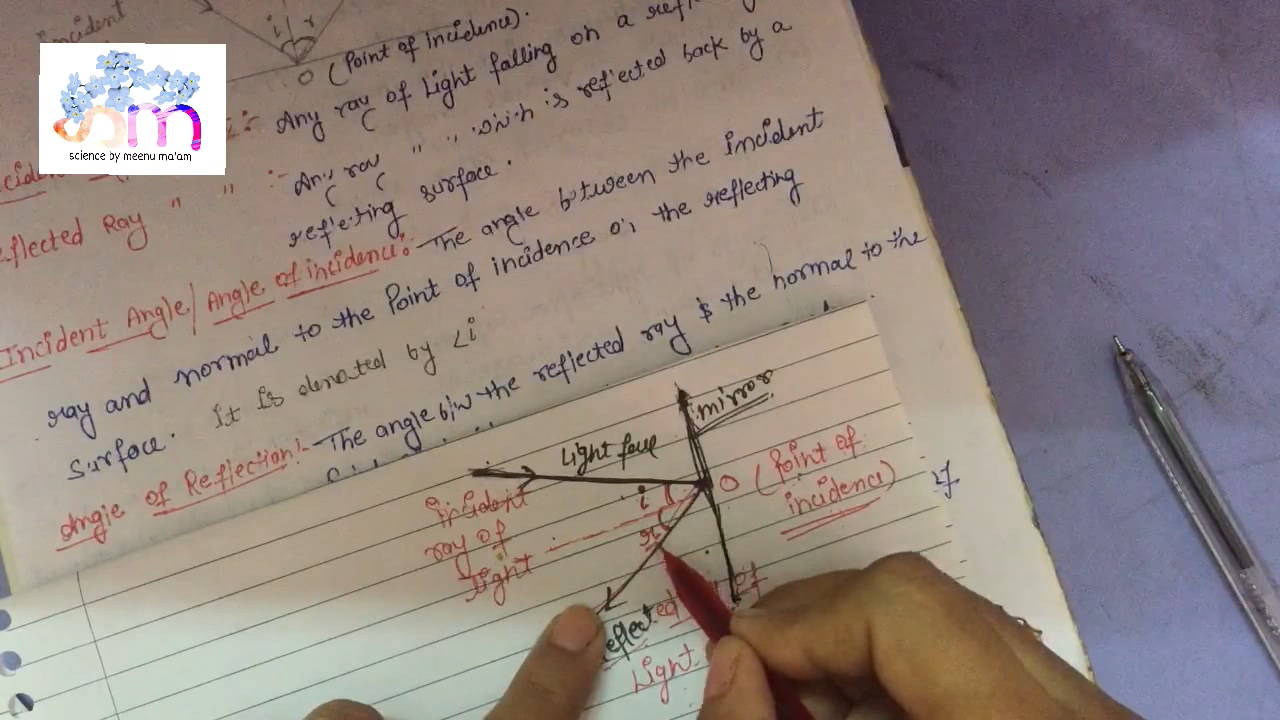 incident
i r
O (Point of incidence).
science by meenu ma'am
:- Any ray of Light falling on a
Reflected Ray " " :- Any ray " " which is reflected back by a
reflecting surface.
Incident Angle/Angle of incidence:- The angle between the incident
ray and normal to the Point of incidence of the reflecting
surface. It is denoted by ∠i
Angle of Reflection:- The angle b/w the reflected ray & the normal to the
mirror
Light
incident
ray of
light
i
r
O (Point of
incidence)
Light